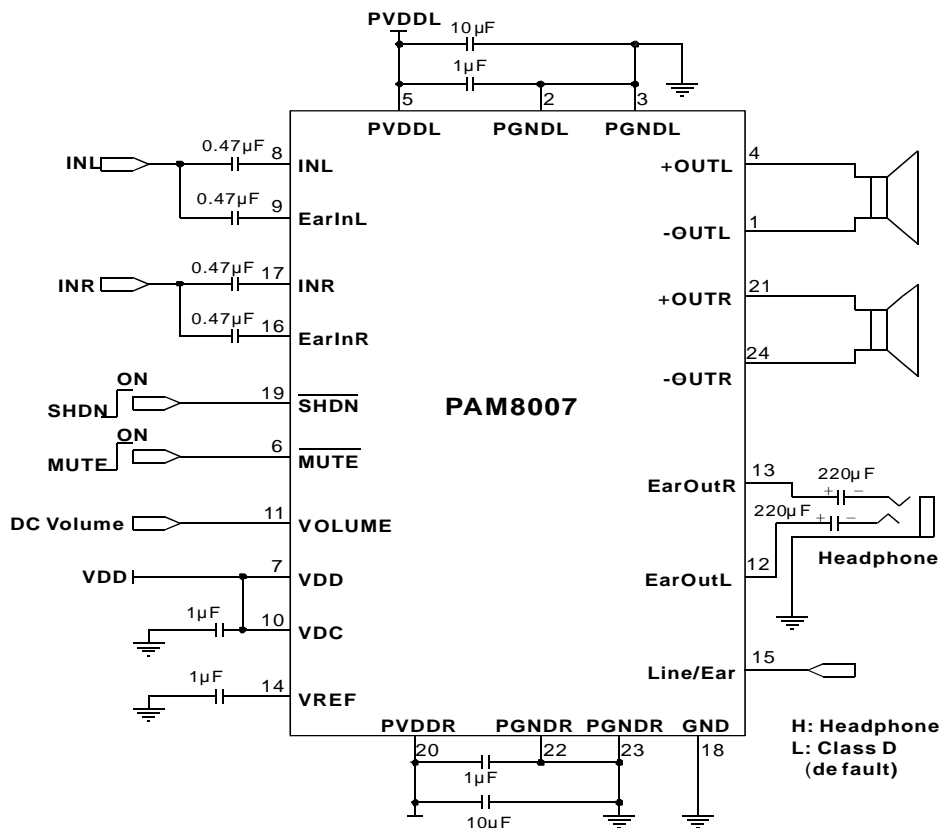 PVDDL
10µF
1µF
5 2 3
PVDDL PGNDL PGNDL
INL 0.47µF 8 INL
+OUTL 4
0.47µF 9 EarInL
-OUTL 1
INR 0.47µF 17 INR
+OUTR 21
0.47µF 16 EarInR
-OUTR 24
ON
SHDN 19 SHDN
PAM8007
ON
MUTE 6 MUTE
EarOutR 13 220µF
DC Volume 11 VOLUME
220µF
Headphone
VDD 7 VDD
EarOutL 12
1µF 10 VDC
Line/Ear 15
1µF 14 VREF
PVDDR PGNDR PGNDR GND
20 22 23 18
1µF
10µF
H: Headphone
L: Class D
(default)